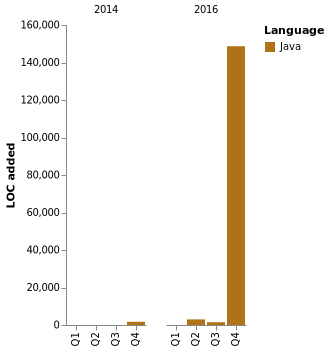 2014
2016
Language
Java
LOC added
160,000
140,000
120,000
100,000
80,000
60,000
40,000
20,000
0
Q1
Q2
Q3
Q4
Q1
Q2
Q3
Q4